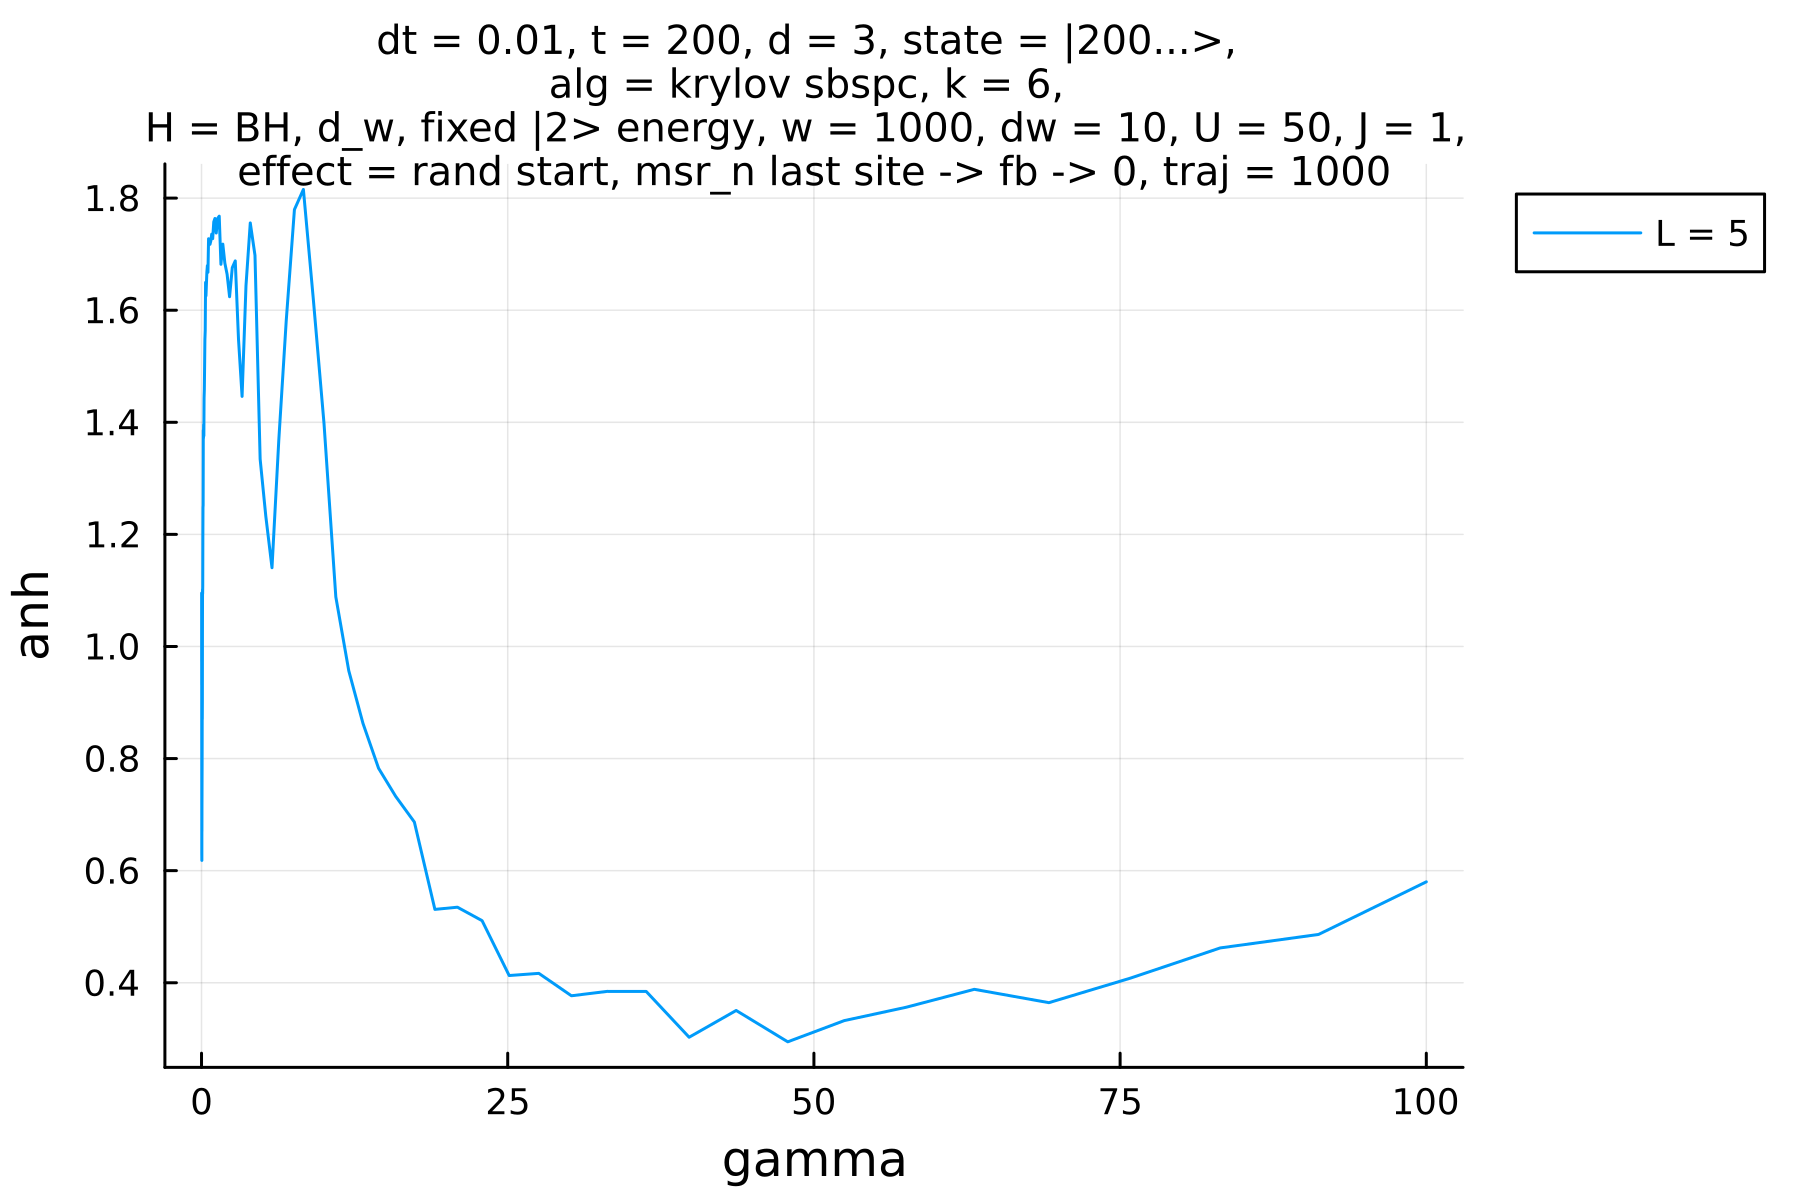 dt = 0.01, t = 200, d = 3, state = |200...>,
alg = krylov sbspc, k = 6,
H = BH, d_w, fixed |2> energy, w = 1000, dw = 10, U = 50, J = 1,
effect = rand start, msr_n last site -> fb -> 0, traj = 1000
1.8
1.6
1.4
1.2
1.0
0.8
0.6
0.4
anh
0 25 50 75 100
gamma
L = 5